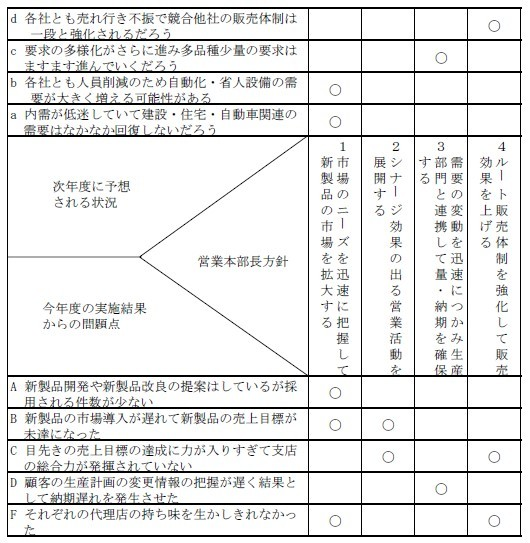 d 各社とも売れ行き不振で競合他社の販売体制は
一段と強化されるだろう
○
c 要求の多様化がさらに進み多品種少量の要求は
ますます進んでいくだろう
○
b 各社とも人員削減のため自動化・省人設備の需
要が大きく増える可能性がある
○
a 内需が低迷していて建設・住宅・自動車関連の
需要はなかなか回復しないだろう
○
次年度に予想
される状況
営業本部長方針
今年度の実施結果
からの問題点
1市場のニーズを迅速に把握して
新製品の市場を拡大する
2シナージ効果の出る営業活動を
展開する
需要の変動を迅速につかみ生産
3部門と連携して量・納期を確保
する
4ルート販売体制を強化して販売
効果を上げる
A 新製品開発や新製品改良の提案はしているが採
用される件数が少ない
○
B 新製品の市場導入が遅れて新製品の売上目標が
未達になった
○ ○
C 目先きの売上目標の達成に力が入りすぎて支店
の総合力が発揮されていない
○ ○
D 顧客の生産計画の変更情報の把握が遅く結果と
して納期遅れを発生させた
○
F それぞれの代理店の持ち味を生かしきれなかっ
た
○ ○